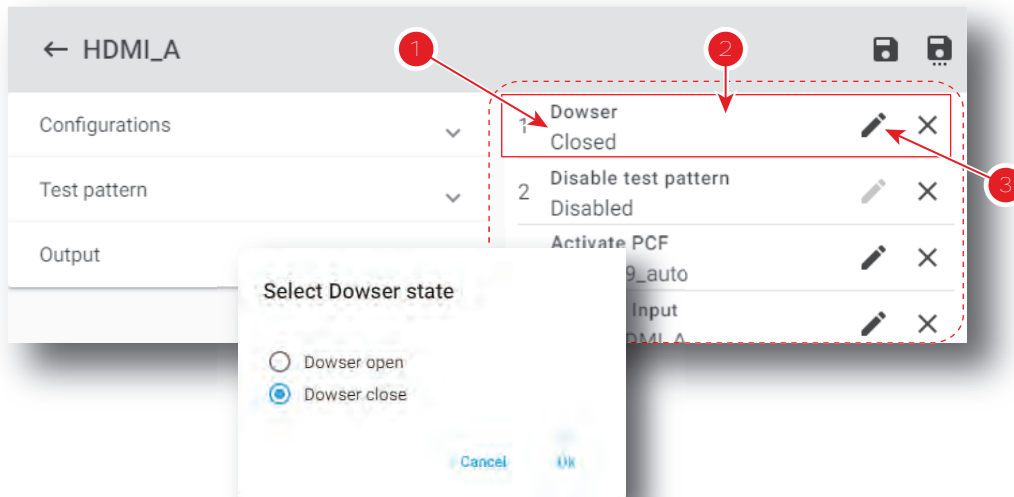 ← HDMI_A
1
2
Configurations
Test pattern
Output
1 Dowser
Closed
3
2 Disable test pattern
Disabled
Activate PCF
9_auto
Input
DMI_A
Select Dowser state
Dowser open
Dowser close
Cancel Ok